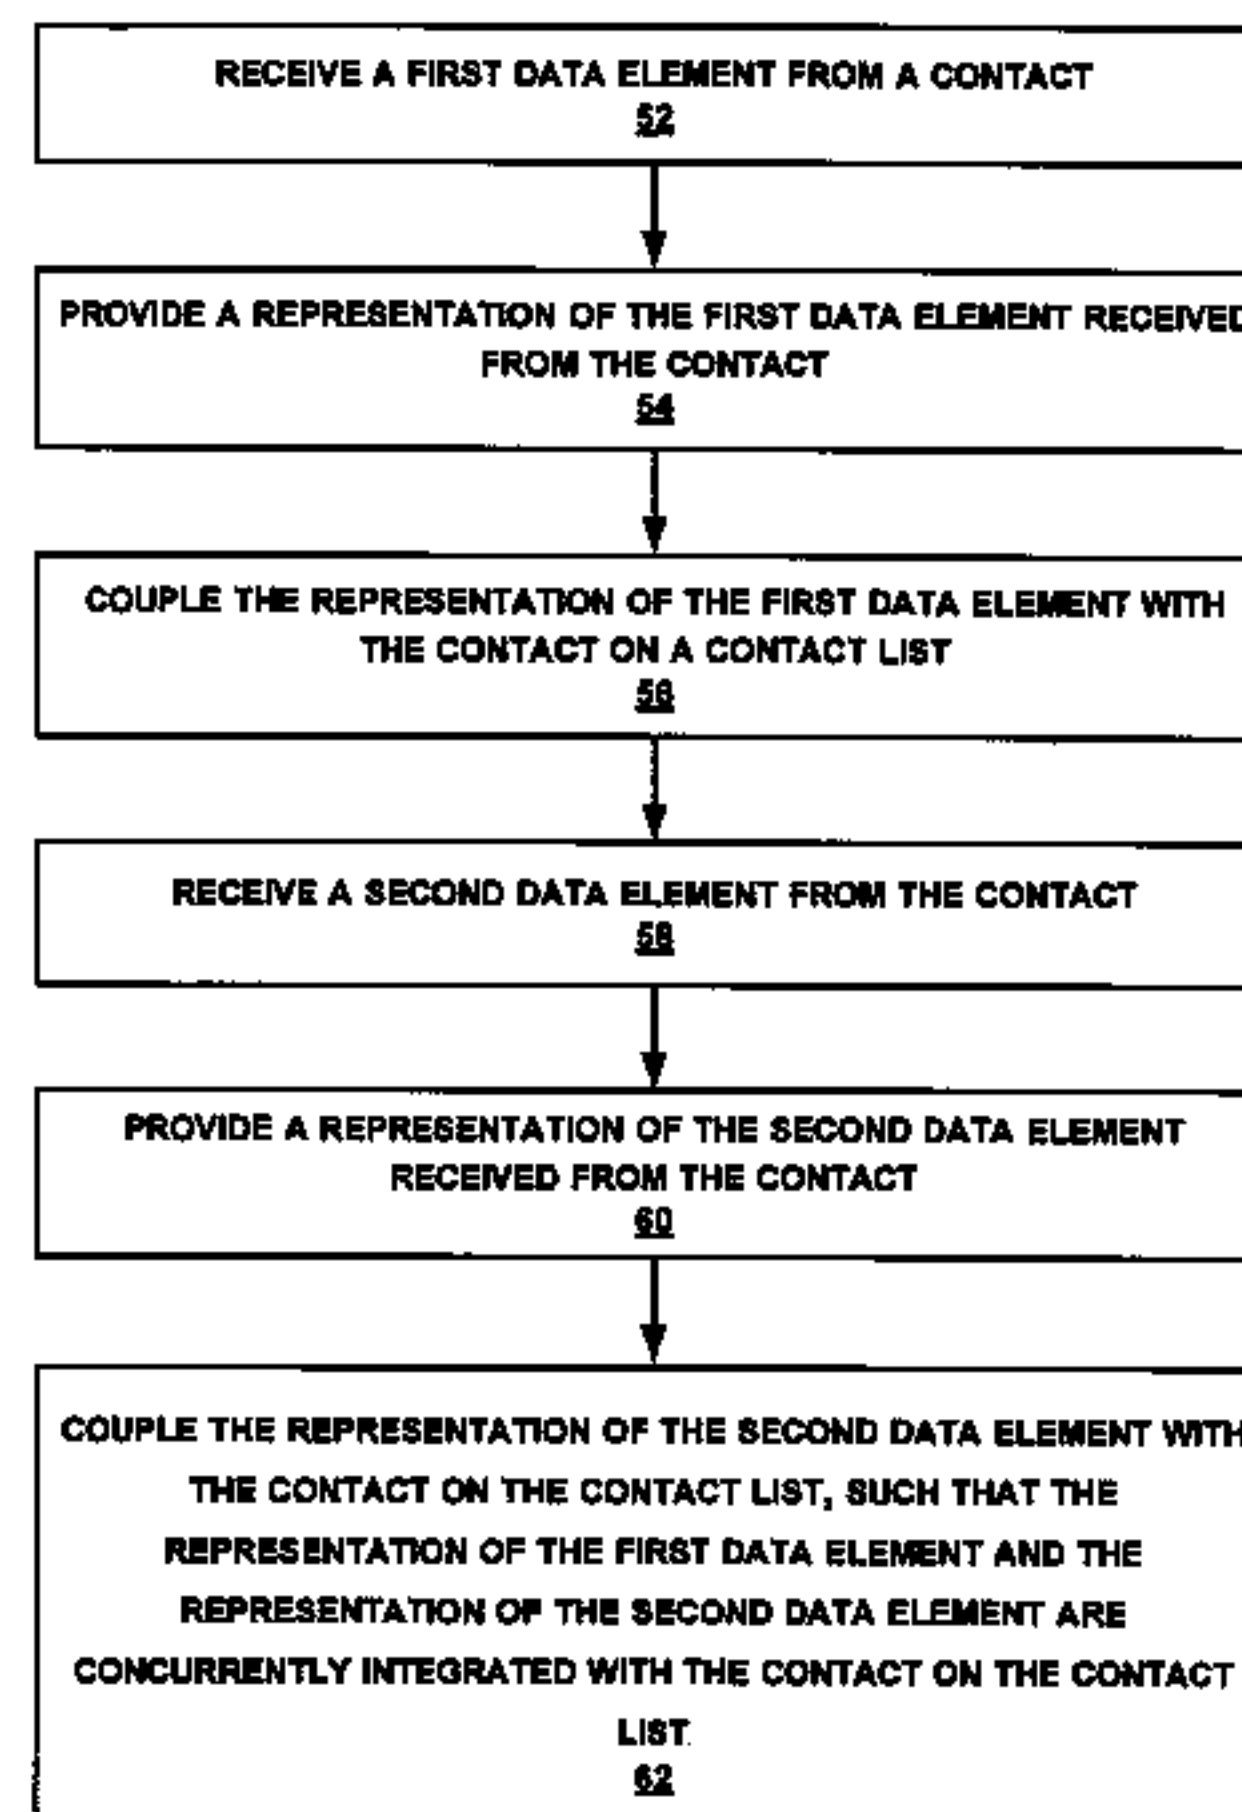 RECEIVE A FIRST DATA ELEMENT FROM A CONTACT
52
PROVIDE A REPRESENTATION OF THE FIRST DATA ELEMENT RECEIVED
FROM THE CONTACT
54
COUPLE THE REPRESENTATION OF THE FIRST DATA ELEMENT WITH
THE CONTACT ON A CONTACT LIST
56
RECEIVE A SECOND DATA ELEMENT FROM THE CONTACT
58
PROVIDE A REPRESENTATION OF THE SECOND DATA ELEMENT
RECEIVED FROM THE CONTACT
60
COUPLE THE REPRESENTATION OF THE SECOND DATA ELEMENT WITH
THE CONTACT ON THE CONTACT LIST, SUCH THAT THE
REPRESENTATION OF THE FIRST DATA ELEMENT AND THE
REPRESENTATION OF THE SECOND DATA ELEMENT ARE
CONCURRENTLY INTEGRATED WITH THE CONTACT ON THE CONTACT
LIST.
62